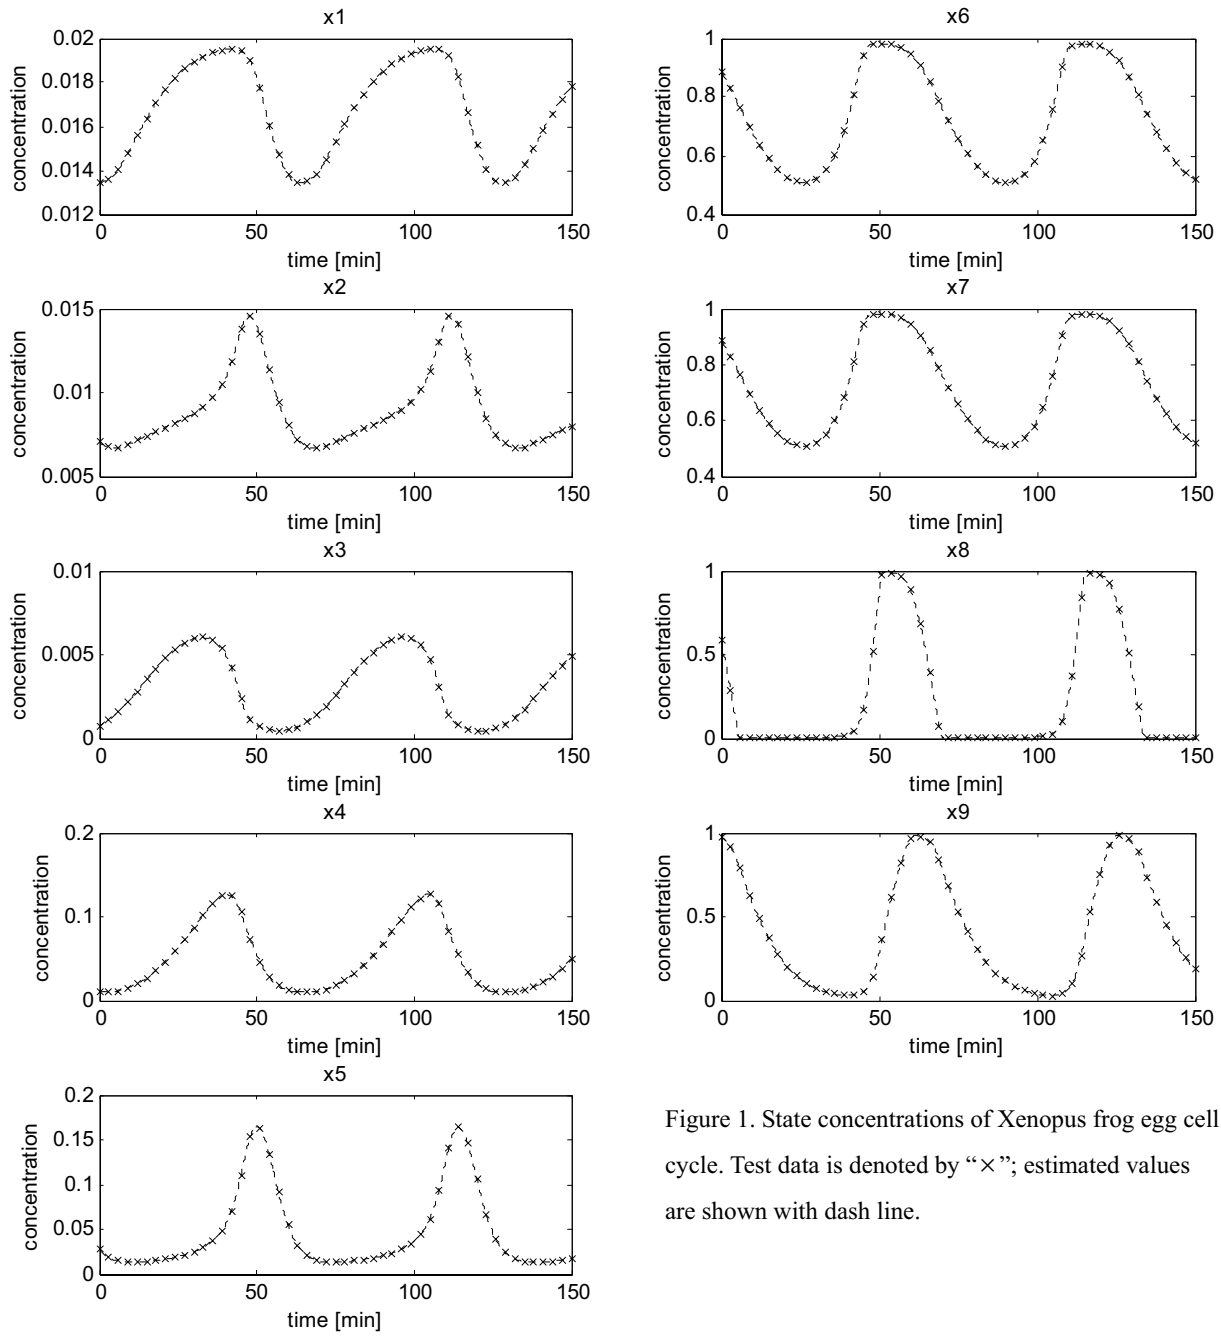 x1
0.02
0.018
0.016
0.014
0.012
concentration
0 50 100 150
time [min]
x2
0.015
0.01
0.005
concentration
0 50 100 150
time [min]
x3
0.01
0.005
0
concentration
0 50 100 150
time [min]
x4
0.2
0.1
0
concentration
0 50 100 150
time [min]
x5
0.2
0.15
0.1
0.05
0
concentration
0 50 100 150
time [min]
x6
1
0.8
0.6
0.4
concentration
0 50 100 150
time [min]
x7
1
0.8
0.6
0.4
concentration
0 50 100 150
time [min]
x8
1
0.5
0
concentration
0 50 100 150
time [min]
x9
1
0.5
0
concentration
0 50 100 150
time [min]
Figure 1. State concentrations of Xenopus frog egg cell
cycle. Test data is denoted by “×”; estimated values
are shown with dash line.